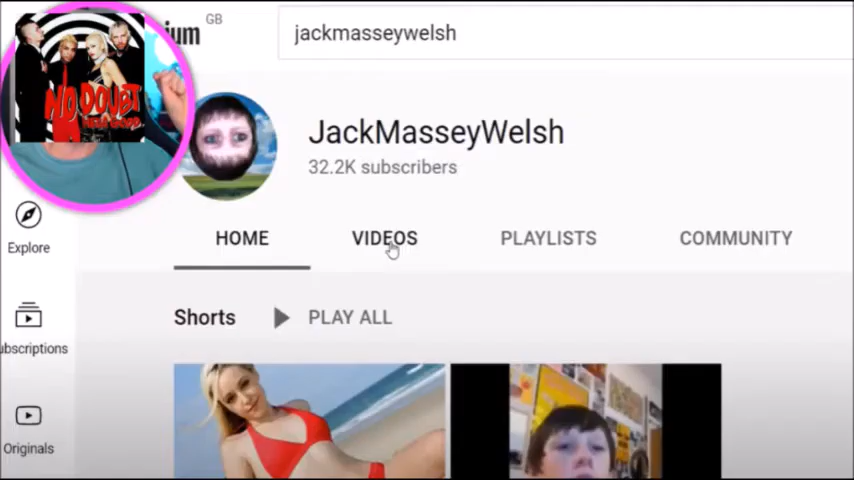 ium GB
jackmasseywelsh
NO DOUBT
JackMasseyWelsh
32.2K subscribers
HOME VIDEOS PLAYLISTS COMMUNITY
Explore
Shorts PLAY ALL
ubscriptions
Originals